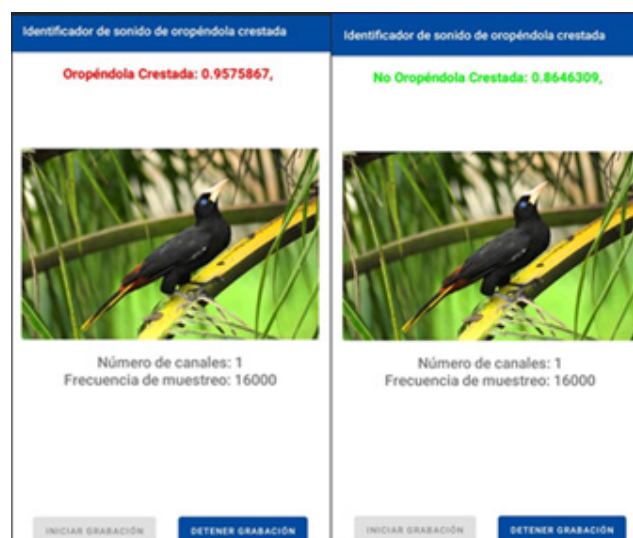 Identificador de sonido de oropéndola crestada
Oropéndola Crestada: 0.9575867,
Número de canales: 1
Frecuencia de muestreo: 16000
INICIAR GRABACIÓN
DETENER GRABACIÓN
Identificador de sonido de oropéndola crestada
No Oropéndola Crestada: 0.8646309,
Número de canales: 1
Frecuencia de muestreo: 16000
INICIAR GRABACIÓN
DETENER GRABACIÓN